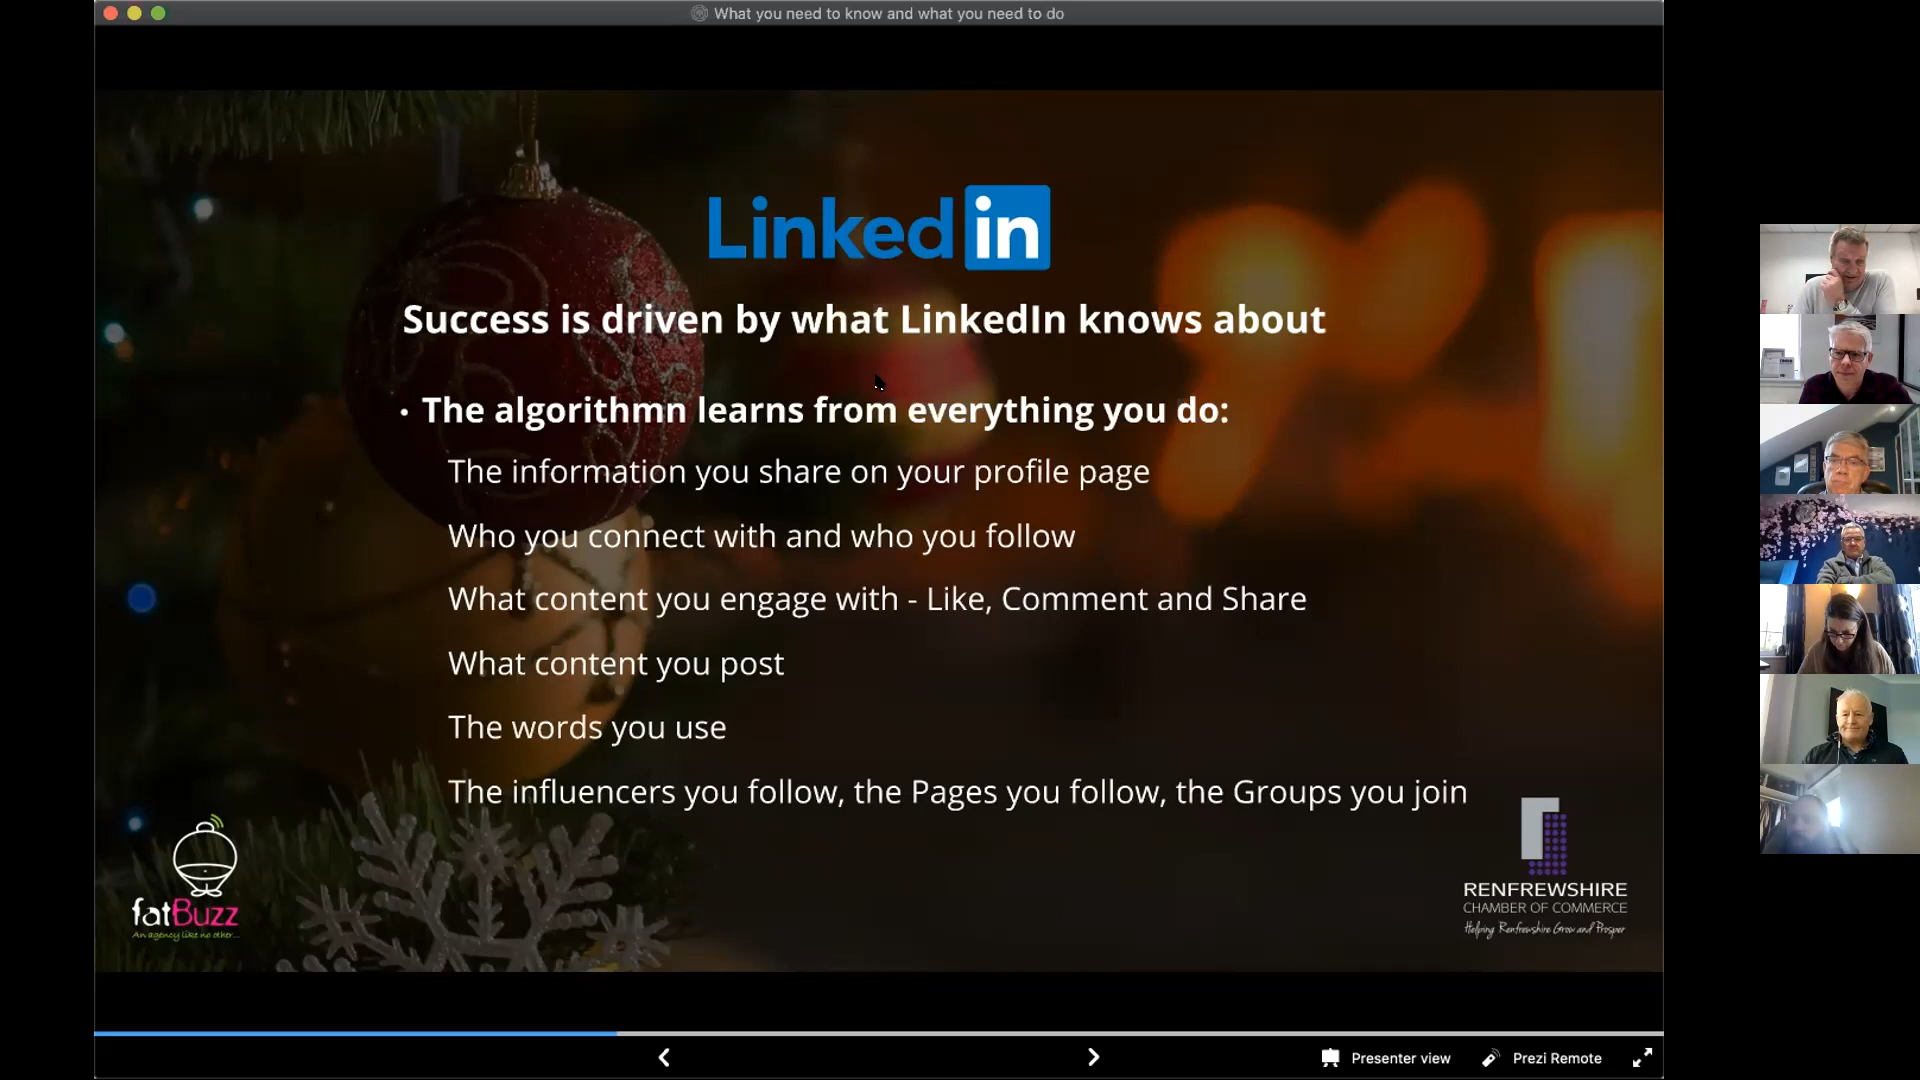 What you need to know and what you need to do
Linked in
Success is driven by what LinkedIn knows about
• The algorithmn learns from everything you do:
The information you share on your profile page
Who you connect with and who you follow
What content you engage with - Like, Comment and Share
What content you post
The words you use
The influencers you follow, the Pages you follow, the Groups you join
fatBuzz
An agency like no other...
RENFREWSHIRE
CHAMBER OF COMMERCE
Helping Renfrewshire Grow and Prosper
Presenter view
Prezi Remote